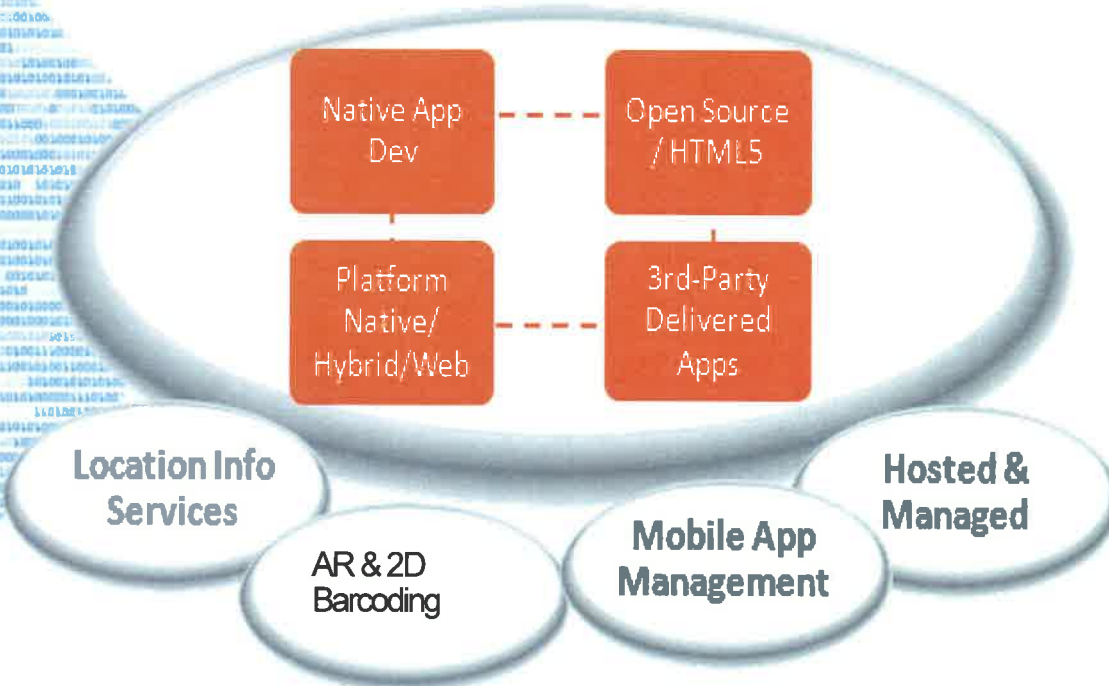 Native App
Dev
Open Source
/ HTML5
Platform
Native/
Hybrid/Web
3rd-Party
Delivered
Apps
Location Info
Services
AR & 2D
Barcoding
Mobile App
Management
Hosted &
Managed